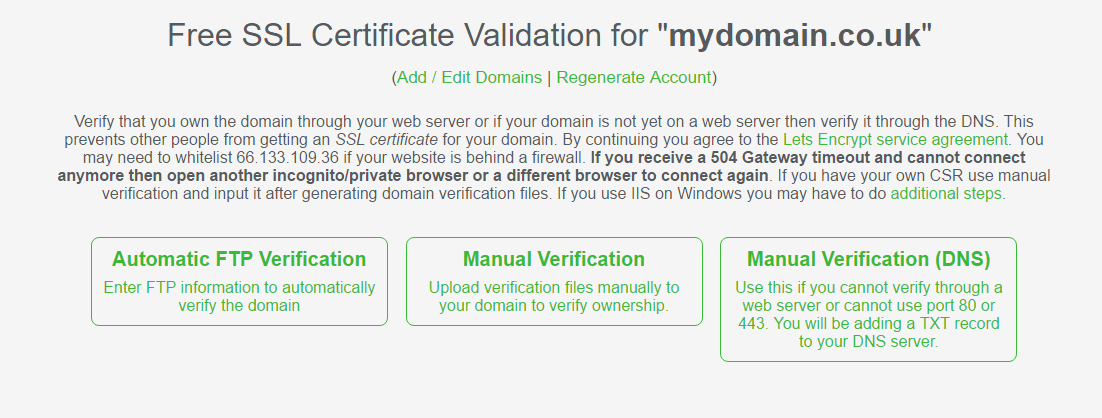 Free SSL Certificate Validation for "mydomain.co.uk"
(Add / Edit Domains | Regenerate Account)
Verify that you own the domain through your web server or if your domain is not yet on a web server then verify it through the DNS. This
prevents other people from getting an SSL certificate for your domain. By continuing you agree to the Lets Encrypt service agreement. You
may need to whitelist 66.133.109.36 if your website is behind a firewall. If you receive a 504 Gateway timeout and cannot connect
anymore then open another incognito/private browser or a different browser to connect again. If you have your own CSR use manual
verification and input it after generating domain verification files. If you use IIS on Windows you may have to do additional steps.
Automatic FTP Verification
Enter FTP information to automatically
verify the domain
Manual Verification
Upload verification files manually to
your domain to verify ownership.
Manual Verification (DNS)
Use this if you cannot verify through a
web server or cannot use port 80 or
443. You will be adding a TXT record
to your DNS server.